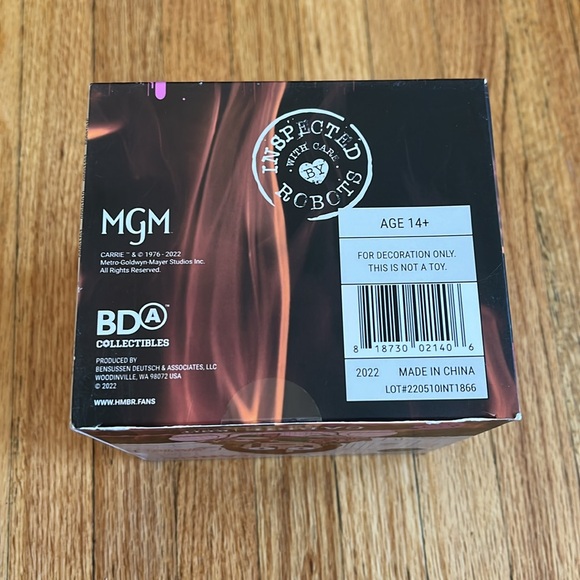 INSPECTED
WITH CARE
BY
ROBOTS
MGM
CARRIE ™ & © 1976 - 2022
Metro-Goldwyn-Mayer Studios Inc.
All Rights Reserved.
BDA™
COLLECTIBLES
PRODUCED BY
BENSUSSEN DEUTSCH & ASSOCIATES, LLC
WOODINVILLE, WA 98072 USA
© 2022
WWW.HMBR.FANS
AGE 14+
FOR DECORATION ONLY.
THIS IS NOT A TOY.
8 18730 02140 6
2022 MADE IN CHINA
LOT#220510INT1866